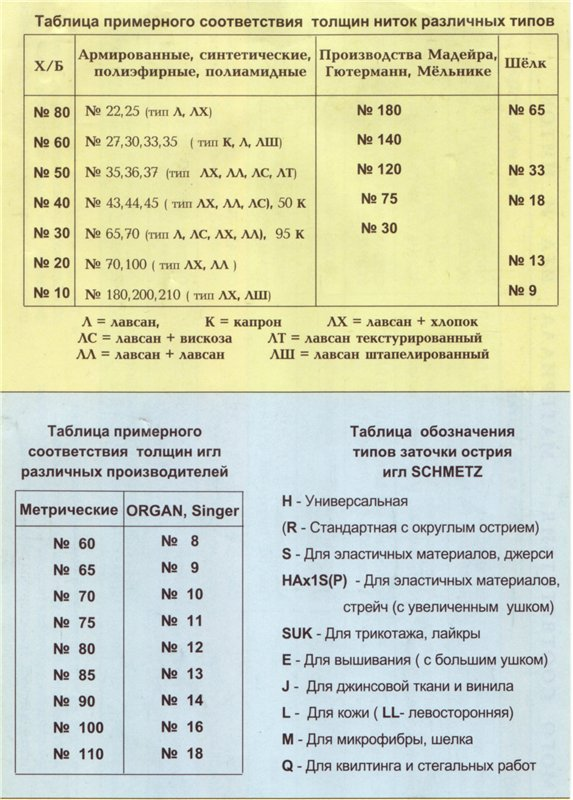 Таблица примерного соответствия толщин ниток различных типов
Х/Б
Армированные, синтетические,
полиэфирные, полиамидные
Производства Мадейра,
Гютерманн, Мёльнике
Шёлк
№ 80 № 22,25 (тип Л, ЛХ) № 180 № 65
№ 60 № 27,30,33,35 ( тип К, Л, ЛШ) № 140
№ 50 № 35,36,37 (тип ЛХ, ЛЛ, ЛС, ЛТ) № 120 № 33
№ 40 № 43,44,45 ( тип ЛХ, ЛЛ, ЛС), 50 К № 75 № 18
№ 30 № 65,70 (тип Л, ЛС, ЛХ, ЛЛ), 95 К № 30
№ 20 № 70,100 ( тип ЛХ, ЛЛ ) № 13
№ 10 № 180,200,210 ( тип ЛХ, ЛШ) № 9
Л = лавсан, К = капрон ЛХ = лавсан + хлопок
ЛС = лавсан + вискоза ЛТ = лавсан текстурированный
ЛЛ = лавсан + лавсан ЛШ = лавсан штапелированный
Таблица примерного
соответствия толщин игл
различных производителей
Метрические ORGAN, Singer
№ 60 № 8
№ 65 № 9
№ 70 № 10
№ 75 № 11
№ 80 № 12
№ 85 № 13
№ 90 № 14
№ 100 № 16
№ 110 № 18
Таблица обозначения
типов заточки острия
игл SCHMETZ
H - Универсальная
(R - Стандартная с округлым острием)
S - Для эластичных материалов, джерси
HAx1S(P) - Для эластичных материалов,
стрейч (с увеличенным ушком)
SUK - Для трикотажа, лайкры
E - Для вышивания ( с большим ушком)
J - Для джинсовой ткани и винила
L - Для кожи ( LL- левосторонняя)
M - Для микрофибры, шелка
Q - Для квилтинга и стегальных работ